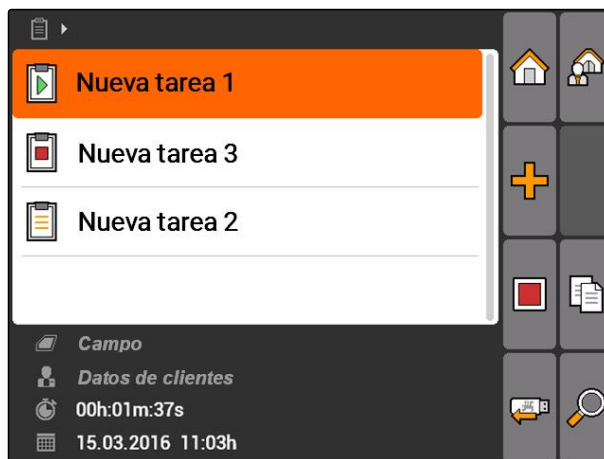 Nueva tarea 1
Nueva tarea 3
Nueva tarea 2
Campo
Datos de clientes
00h:01m:37s
15.03.2016 11:03h